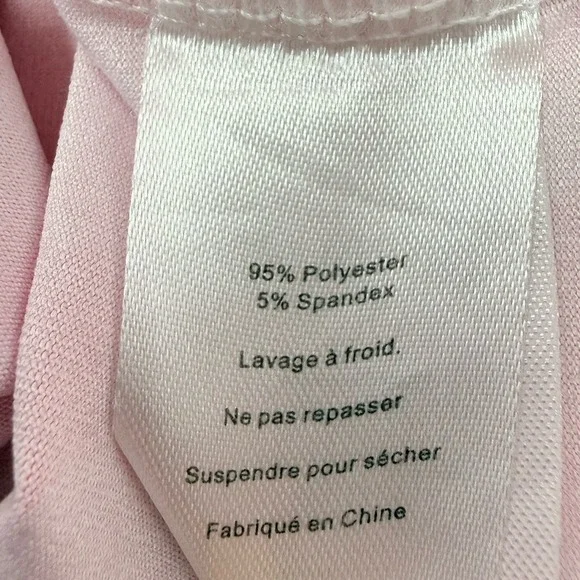 95% Polyester
5% Spandex
Lavage à froid.
Ne pas repasser
Suspendre pour sécher
Fabriqué en Chine